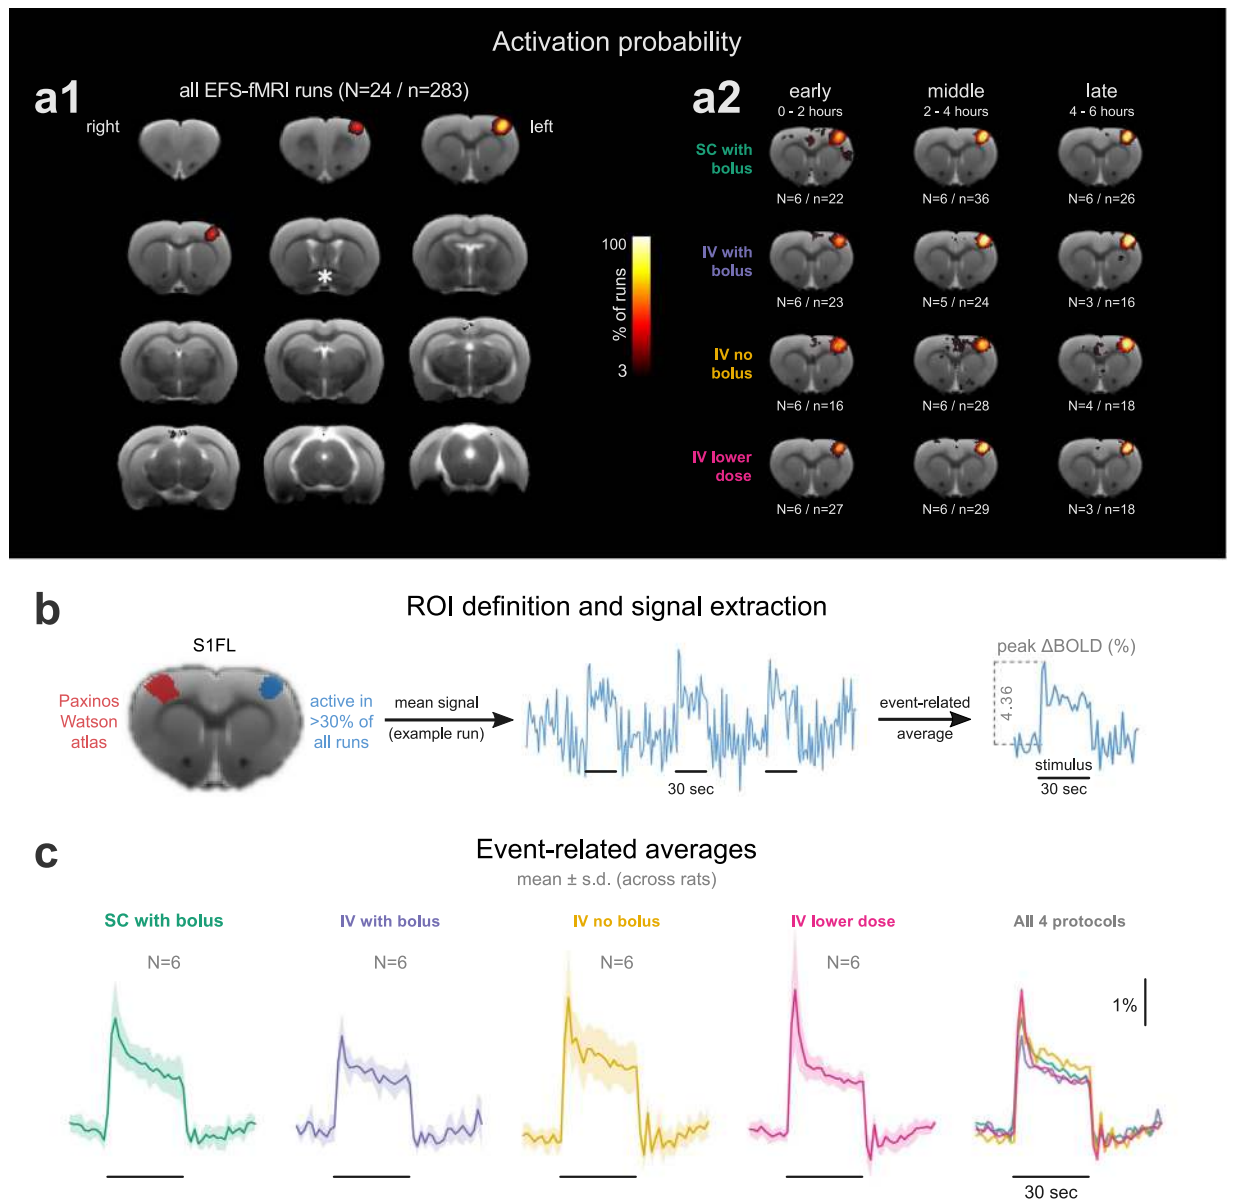 Activation probability
a1
all EFS-fMRI runs (N=24 / n=283)
right
left
100
% of runs
3
*
a2
early
0 - 2 hours
middle
2 - 4 hours
late
4 - 6 hours
SC with
bolus
N=6 / n=22
N=6 / n=36
N=6 / n=26
IV with
bolus
N=6 / n=23
N=5 / n=24
N=3 / n=16
IV no
bolus
N=6 / n=16
N=6 / n=28
N=4 / n=18
IV lower
dose
N=6 / n=27
N=6 / n=29
N=3 / n=18
b
ROI definition and signal extraction
S1FL
Paxinos
Watson
atlas
active in
>30% of
all runs
mean signal
(example run)
30 sec
event-related
average
peak ΔBOLD (%)
4.36
stimulus
30 sec
c
Event-related averages
mean ± s.d. (across rats)
SC with bolus
N=6
IV with bolus
N=6
IV no bolus
N=6
IV lower dose
N=6
All 4 protocols
1%
30 sec